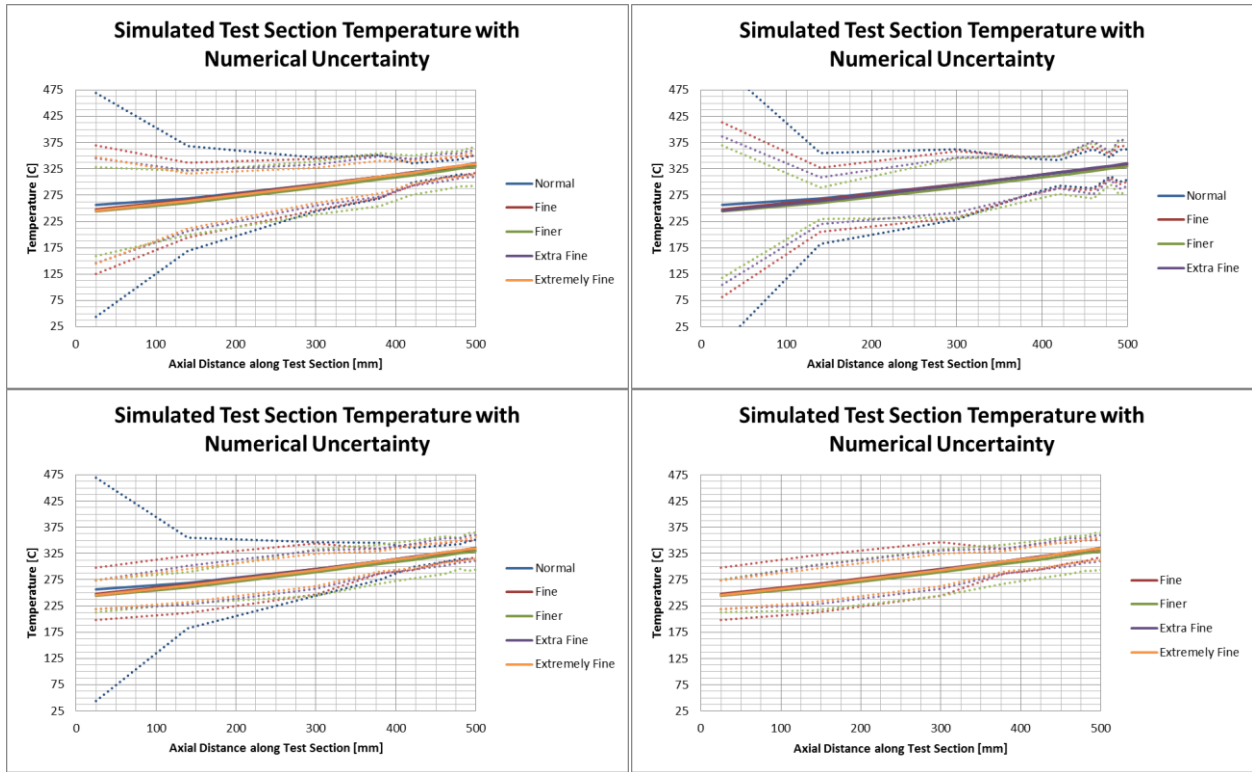 Simulated Test Section Temperature with
Numerical Uncertainty
475
425
375
325
275
225
175
125
75
25
Temperature [C]
0 100 200 300 400 500
Axial Distance along Test Section [mm]
Normal
Fine
Finer
Extra Fine
Extremely Fine
Simulated Test Section Temperature with
Numerical Uncertainty
475
425
375
325
275
225
175
125
75
25
Temperature [C]
0 100 200 300 400 500
Axial Distance along Test Section [mm]
Normal
Fine
Finer
Extra Fine
Simulated Test Section Temperature with
Numerical Uncertainty
475
425
375
325
275
225
175
125
75
25
Temperature [C]
0 100 200 300 400 500
Axial Distance along Test Section [mm]
Normal
Fine
Finer
Extra Fine
Extremely Fine
Simulated Test Section Temperature with
Numerical Uncertainty
475
425
375
325
275
225
175
125
75
25
Temperature [C]
0 100 200 300 400 500
Axial Distance along Test Section [mm]
Fine
Finer
Extra Fine
Extremely Fine